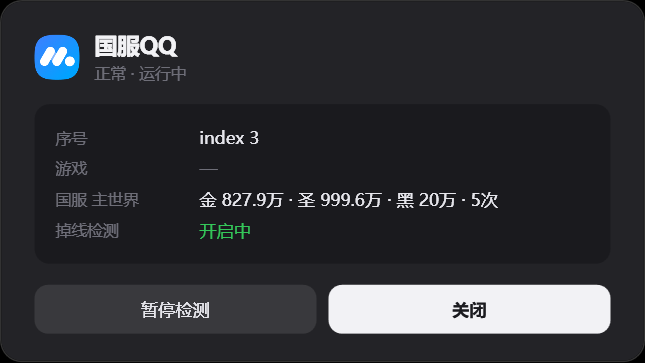 国服QQ
正常 · 运行中
序号 index 3
游戏 —
国服 主世界 金 827.9万 · 圣 999.6万 · 黑 20万 · 5次
掉线检测 开启中
暂停检测 关闭